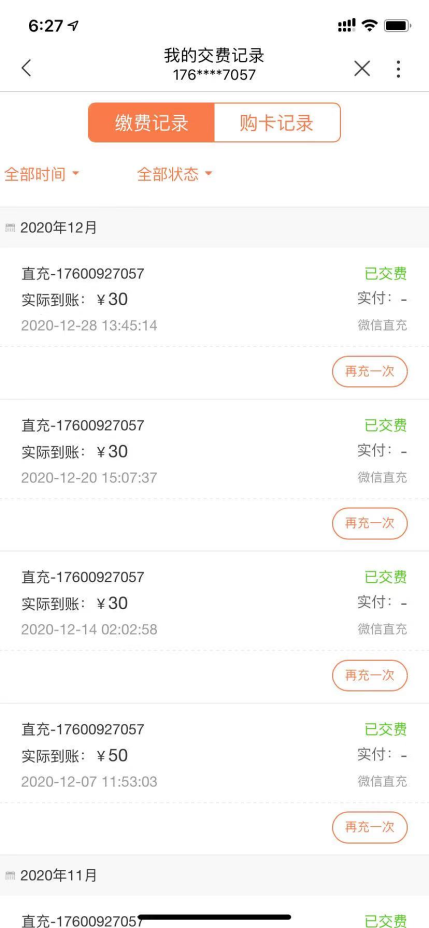 6:27
我的交费记录
176****7057
缴费记录 购卡记录
全部时间 全部状态
2020年12月
直充-17600927057 已交费
实际到账：￥30 实付：-
2020-12-28 13:45:14 微信直充
再充一次
直充-17600927057 已交费
实际到账：￥30 实付：-
2020-12-20 15:07:37 微信直充
再充一次
直充-17600927057 已交费
实际到账：￥30 实付：-
2020-12-14 02:02:58 微信直充
再充一次
直充-17600927057 已交费
实际到账：￥50 实付：-
2020-12-07 11:53:03 微信直充
再充一次
2020年11月
直充-17600927057 已交费